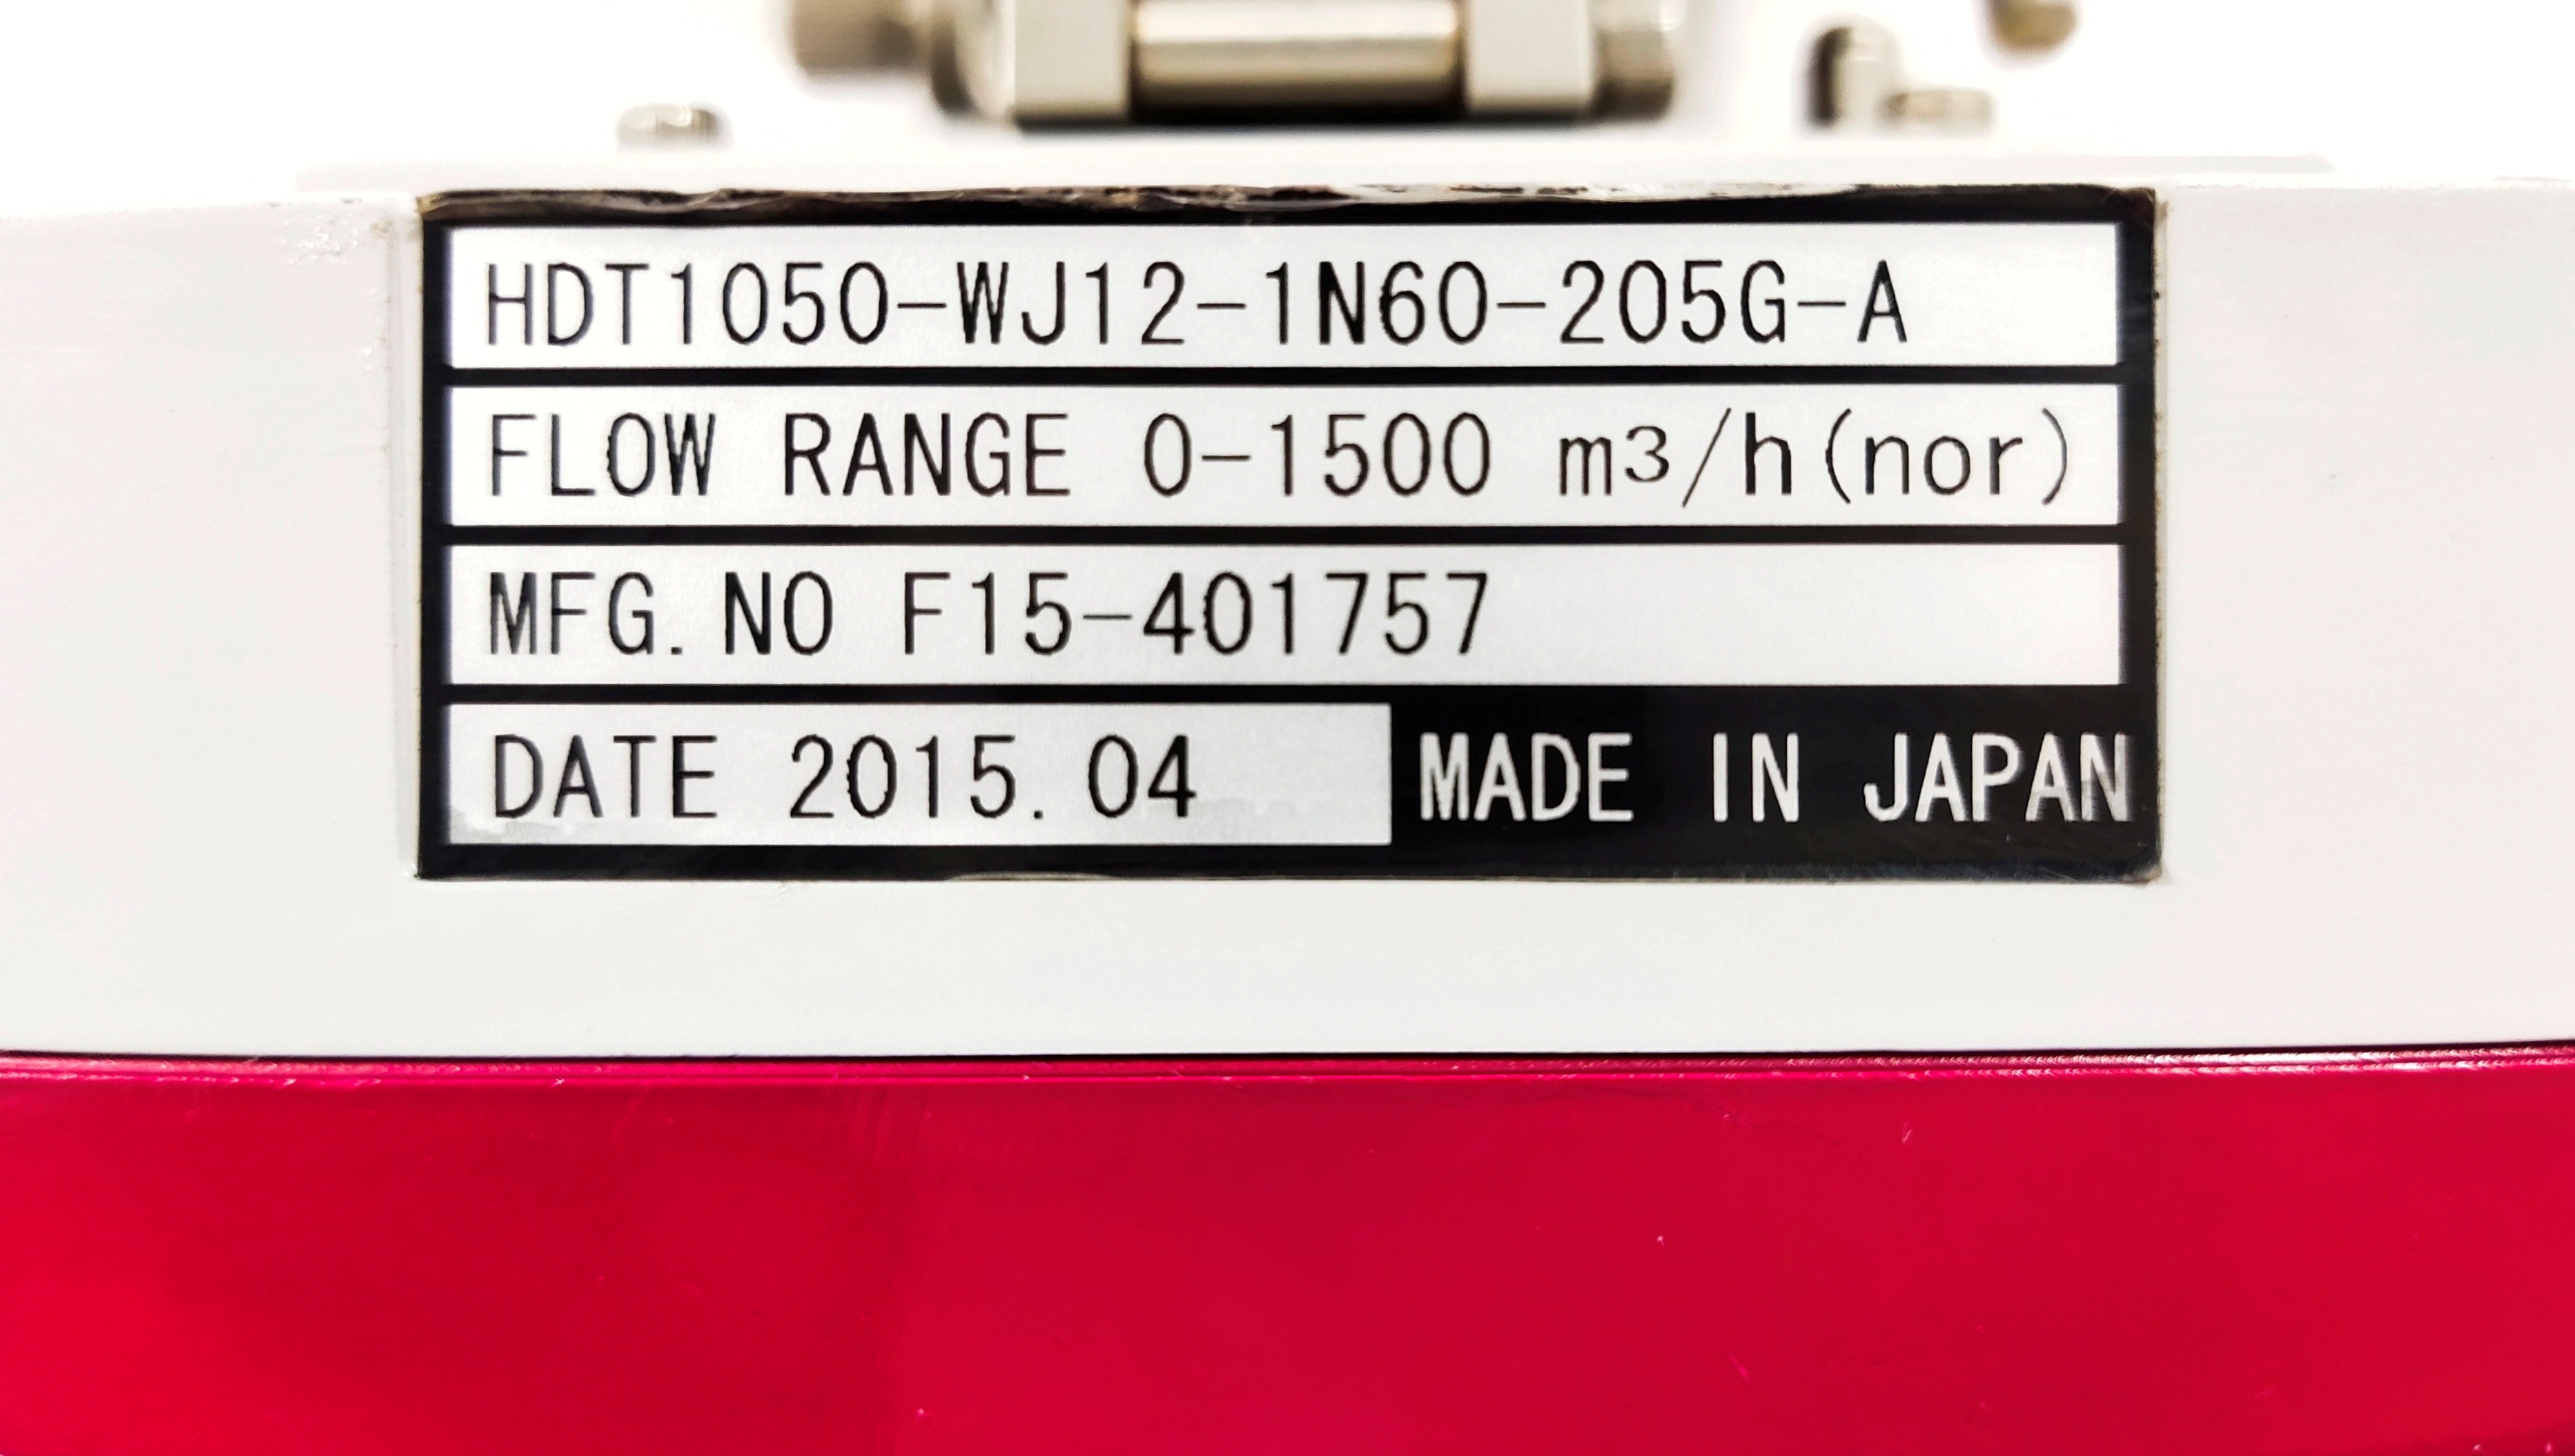 HDT1050-WJ12-1N60-205G-A
FLOW RANGE 0-1500 m3/h(nor)
MFG.NO F15-401757
DATE 2015.04 MADE IN JAPAN